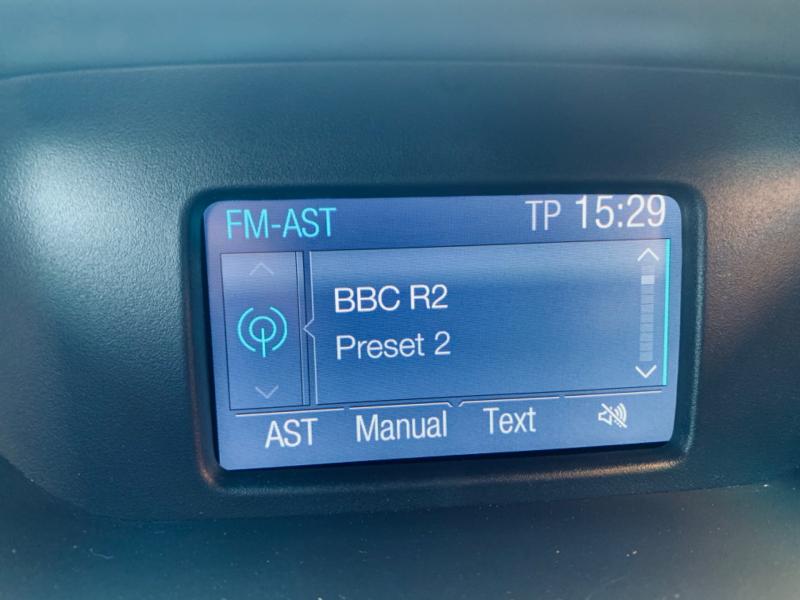 FM-AST TP 15:29
BBC R2
Preset 2
AST Manual Text